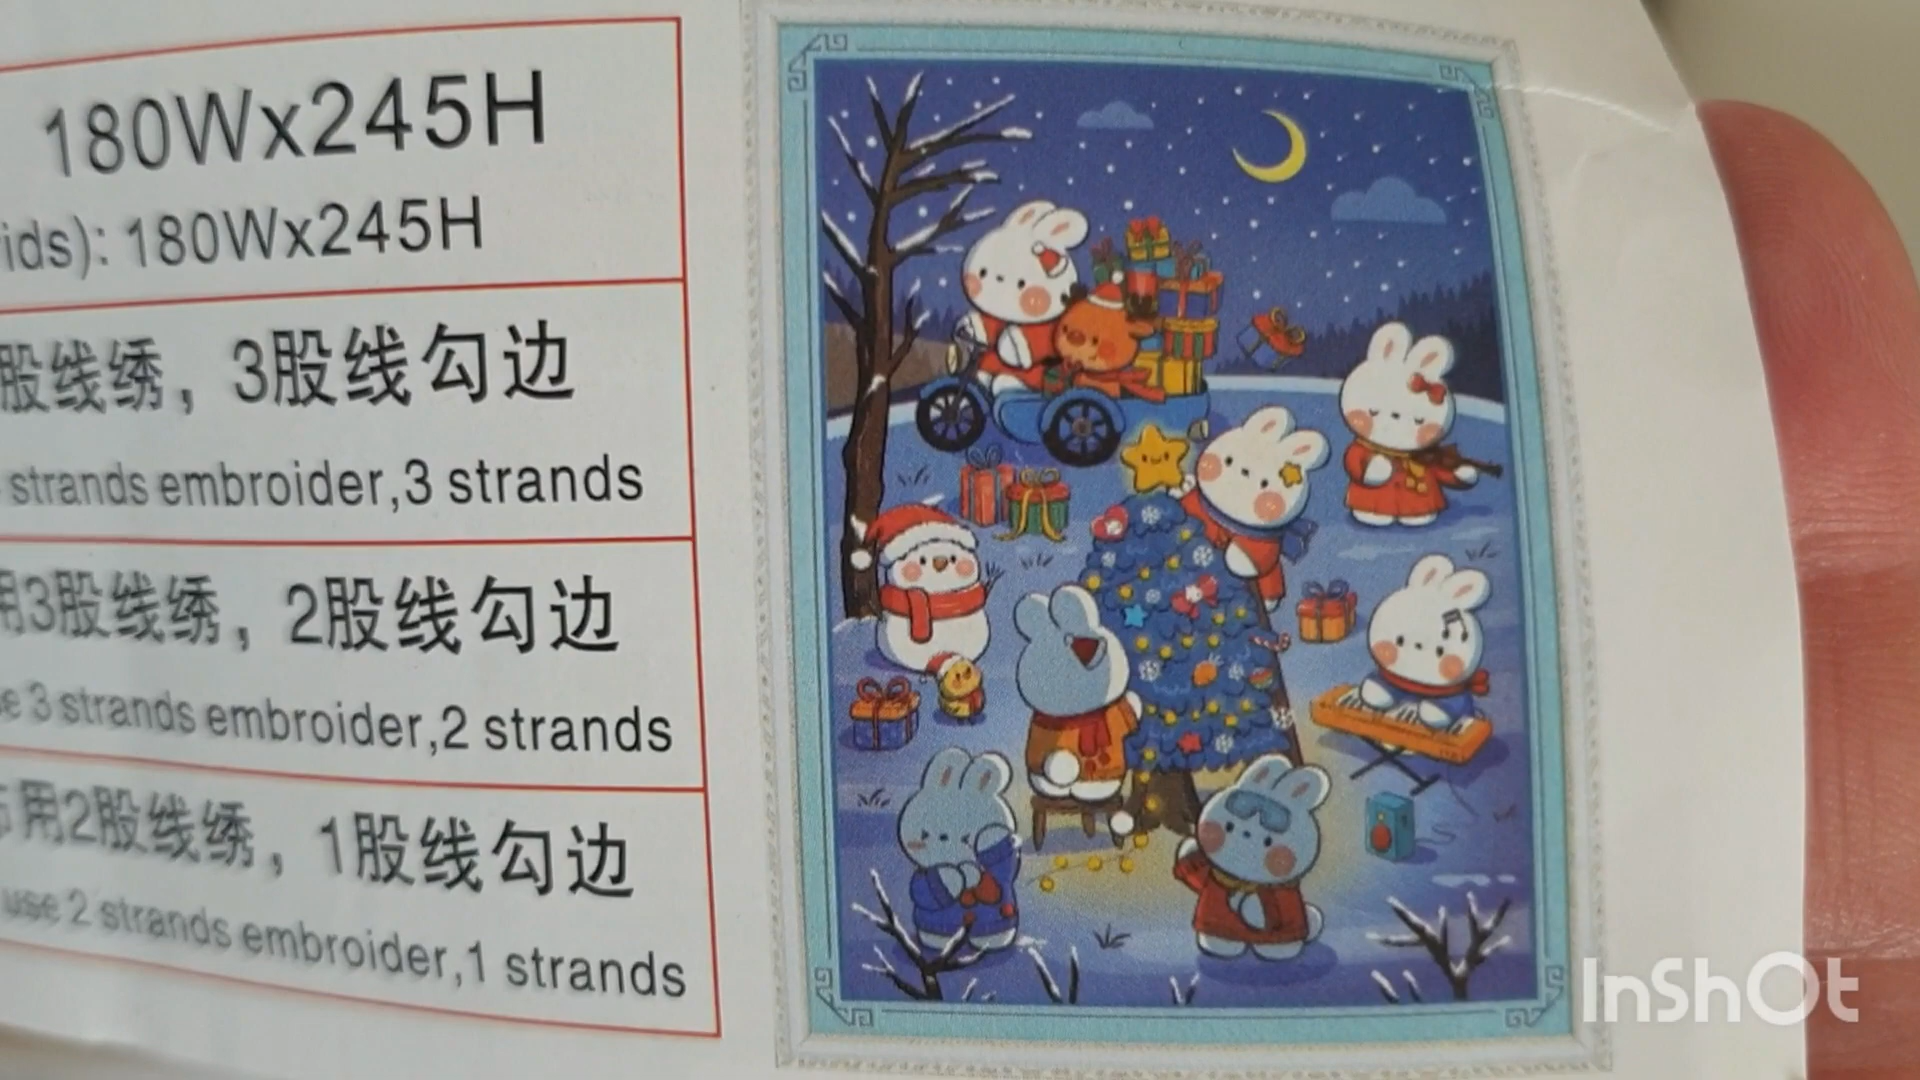 180Wx245H
ids): 180Wx245H
股线绣，3股线勾边
strands embroider,3 strands
用3股线绣，2股线勾边
e 3 strands embroider,2 strands
用2股线绣，1股线勾边
use 2 strands embroider,1 strands
InShOt